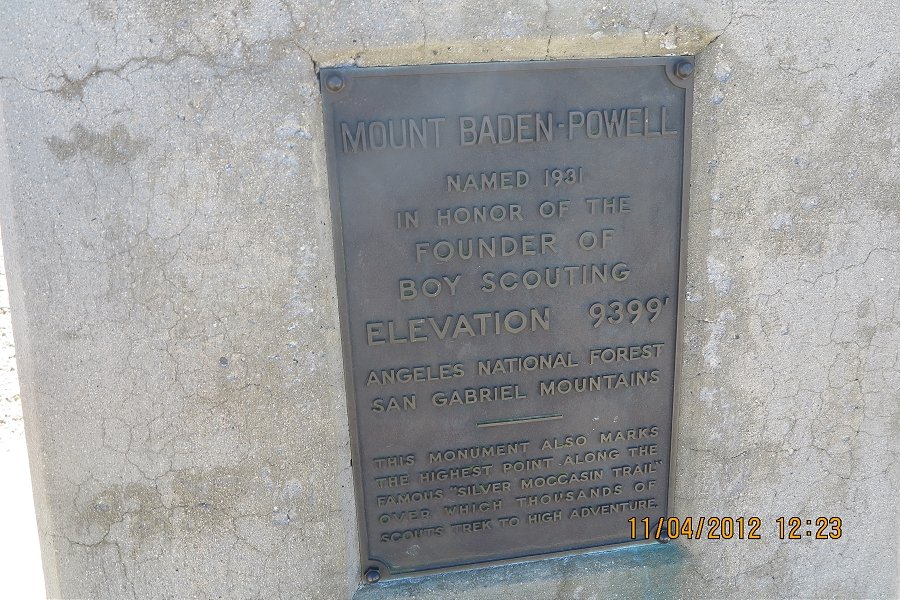 MOUNT BADEN-POWELL
NAMED 1931
IN HONOR OF THE
FOUNDER OF
BOY SCOUTING
ELEVATION 9399'
ANGELES NATIONAL FOREST
SAN GABRIEL MOUNTAINS
THIS MONUMENT ALSO MARKS
THE HIGHEST POINT ALONG THE
FAMOUS "SILVER MOCCASIN TRAIL"
OVER WHICH THOUSANDS OF
SCOUTS TREK TO HIGH ADVENTURE.
11/04/2012 12:23